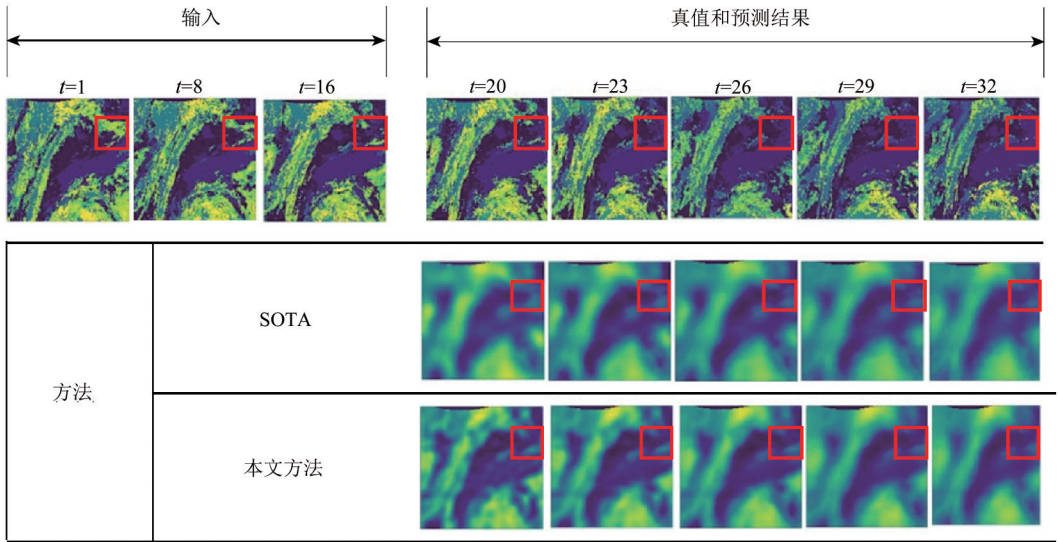 输入
真值和预测结果
t=1
t=8
t=16
t=20
t=23
t=26
t=29
t=32
方法
SOTA
本文方法